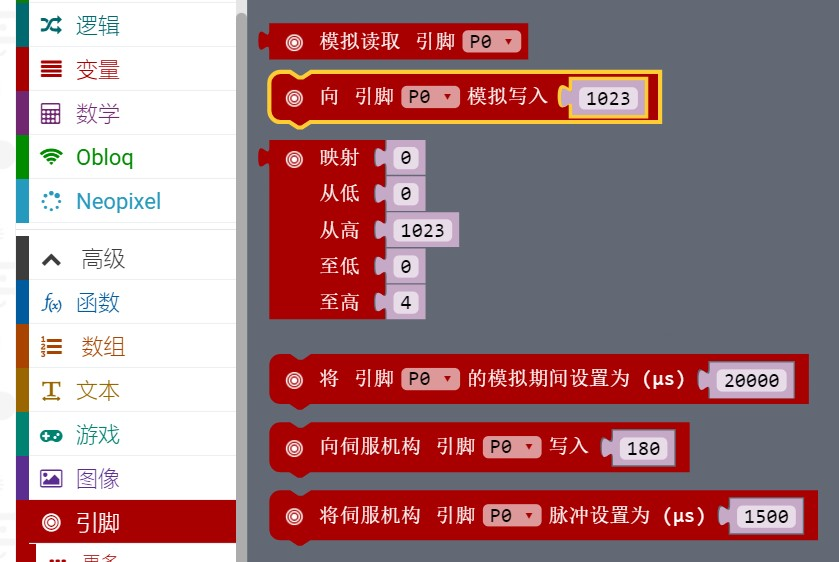 逻辑
变量
数学
Obloq
Neopixel
高级
函数
数组
文本
游戏
图像
引脚
更多
模拟读取 引脚 P0
向 引脚 P0 模拟写入 1023
映射 0
从低 0
从高 1023
至低 0
至高 4
将 引脚 P0 的模拟期间设置为 (μs) 20000
向伺服机构 引脚 P0 写入 180
将伺服机构 引脚 P0 脉冲设置为 (μs) 1500